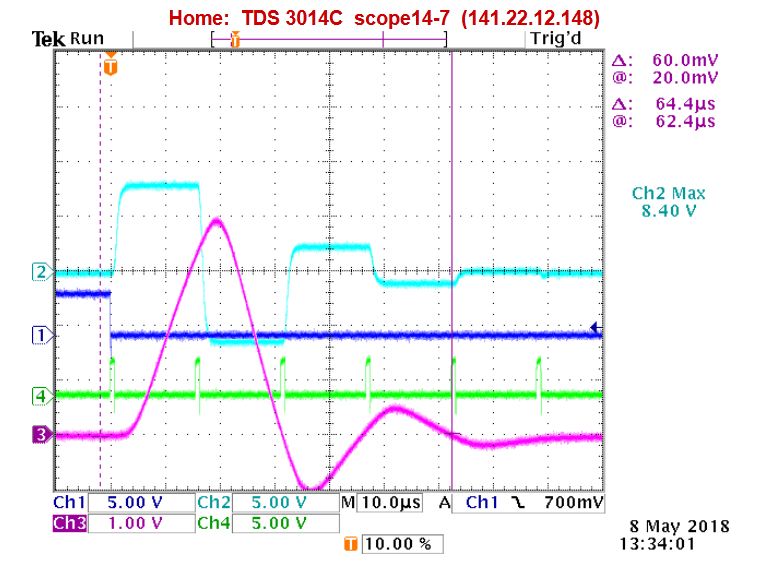 Home: TDS 3014C scope14-7 (141.22.12.148)
Tek Run Trig'd
T
T
Δ: 60.0mV
@: 20.0mV
Δ: 64.4µs
@: 62.4µs
Ch2 Max
8.40 V
2
1
4
3
Ch1 5.00 V Ch2 5.00 V M 10.0µs A Ch1 700mV
Ch3 1.00 V Ch4 5.00 V
T 10.00 %
8 May 2018
13:34:01